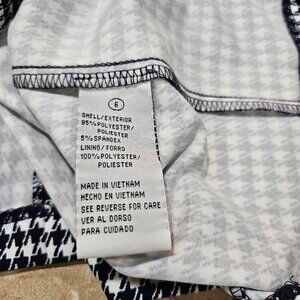 6
SHELL/EXTERIOR
95%POLYESTER/
POLIESTER
5%SPANDEX
LINING/FORRO
100%POLYESTER/
POLIESTER
MADE IN VIETNAM
HECHO EN VIETNAM
SEE REVERSE FOR CARE
VER AL DORSO
PARA CUIDADO